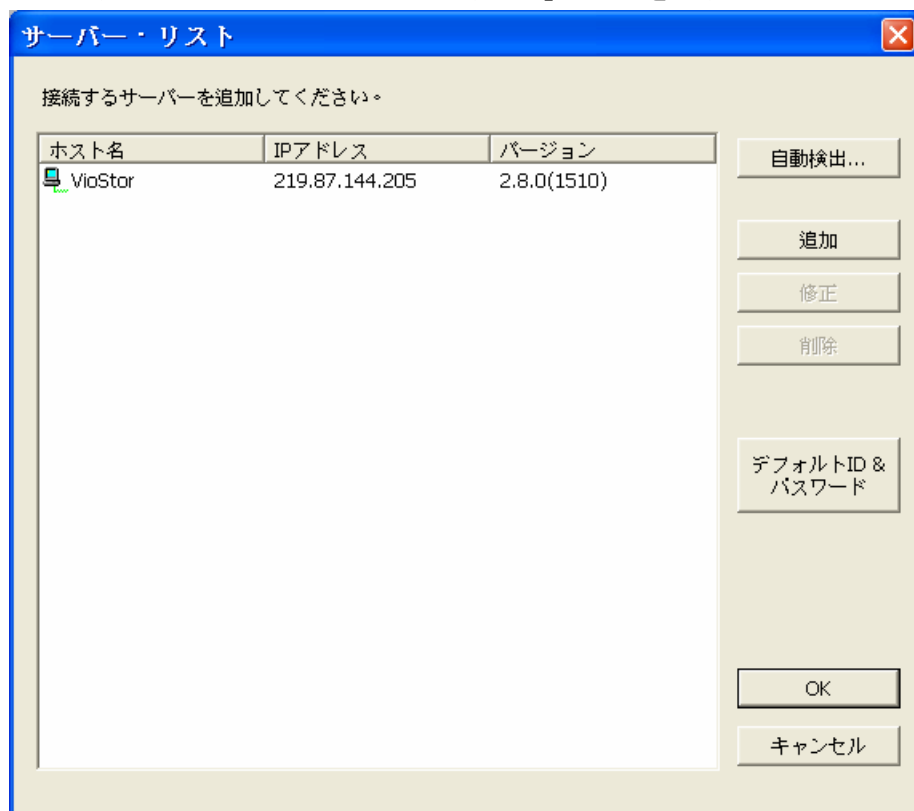 サーバー・リスト
接続するサーバーを追加してください。
ホスト名 IPアドレス バージョン
VioStor 219.87.144.205 2.8.0(1510)
自動検出...
追加
修正
削除
デフォルトID &
パスワード
OK
キャンセル